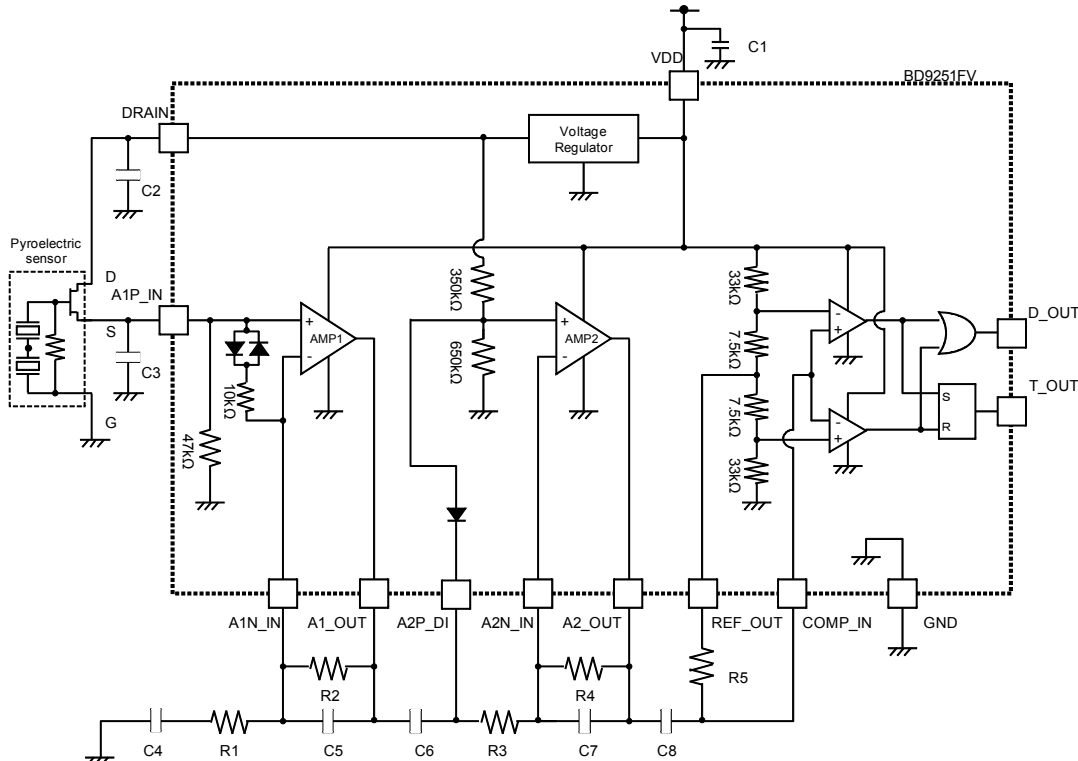 C1
VDD
BD9251FV
DRAIN
Voltage
Regulator
C2
Pyroelectric
sensor
D
A1P_IN
S
C3
G
350kΩ
650kΩ
33kΩ
7.5kΩ
7.5kΩ
33kΩ
+
-
AMP1
+
-
AMP2
-
+
-
+
D_OUT
T_OUT
S
R
10kΩ
47kΩ
A1N_IN
A1_OUT
A2P_DI
A2N_IN
A2_OUT
REF_OUT
COMP_IN
GND
R2
R4
R5
C4
R1
C5
C6
R3
C7
C8